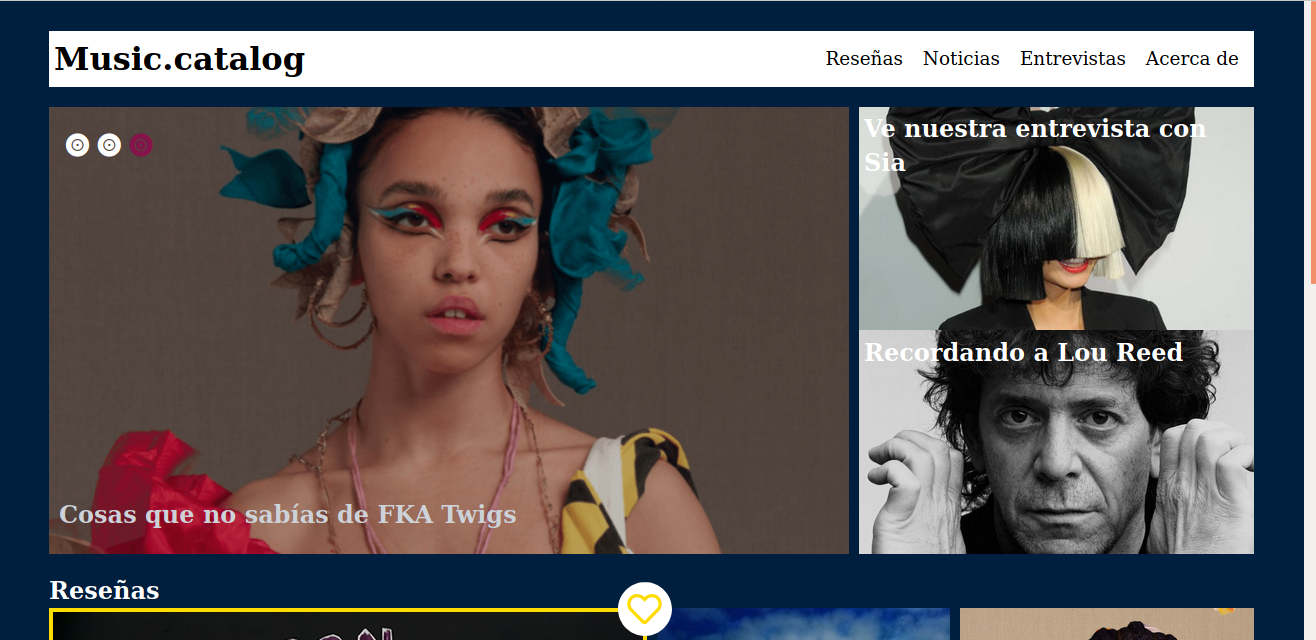 Music.catalog
Reseñas Noticias Entrevistas Acerca de
Ve nuestra entrevista con
Sia
Recordando a Lou Reed
Cosas que no sabías de FKA Twigs
Reseñas